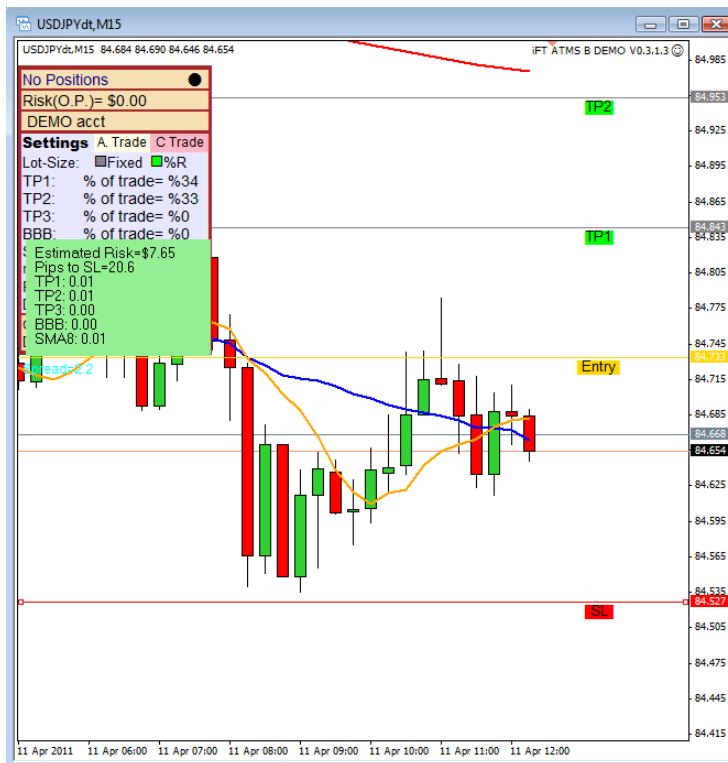 USDJPYdt,M15
USDJPYdt,M15 84.684 84.690 84.646 84.654
iFT ATMS B DEMO V0.3.1.3
No Positions
Risk(O.P.)= $0.00
DEMO acct
Settings A. Trade C Trade
Lot-Size: Fixed %R
TP1: % of trade= %34
TP2: % of trade= %33
TP3: % of trade= %0
BBB: % of trade= %0
Estimated Risk=$7.65
Pips to SL=20.6
TP1: 0.01
TP2: 0.01
TP3: 0.00
BBB: 0.00
SMA8: 0.01
Spread=2.2
TP2
TP1
Entry
SL
84.985
84.953
84.925
84.895
84.865
84.843
84.835
84.805
84.775
84.745
84.733
84.715
84.685
84.668
84.654
84.625
84.595
84.565
84.535
84.527
84.505
84.475
84.445
84.415
11 Apr 2011 11 Apr 06:00 11 Apr 07:00 11 Apr 08:00 11 Apr 09:00 11 Apr 10:00 11 Apr 11:00 11 Apr 12:00